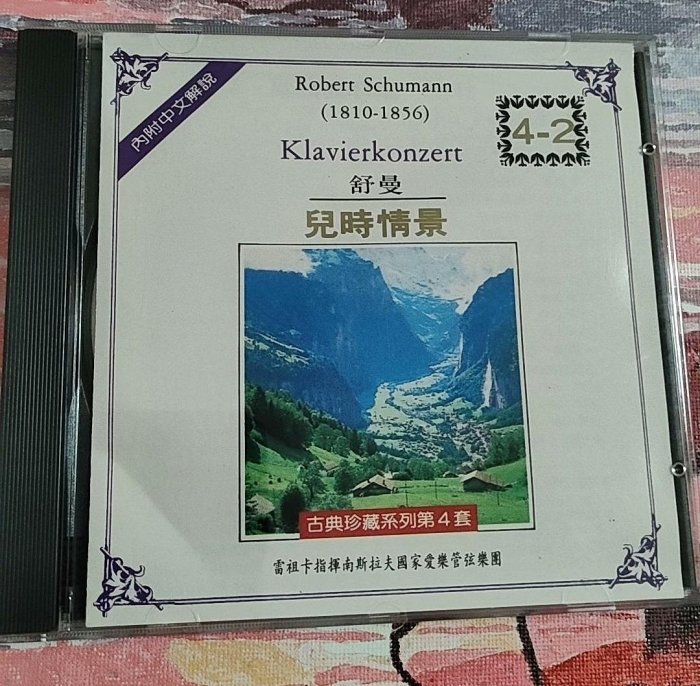 內附中文解說
Robert Schumann
(1810-1856)
4-2
Klavierkonzert
舒曼
兒時情景
古典珍藏系列第4套
雷祖卡指揮南斯拉夫國家愛樂管弦樂團